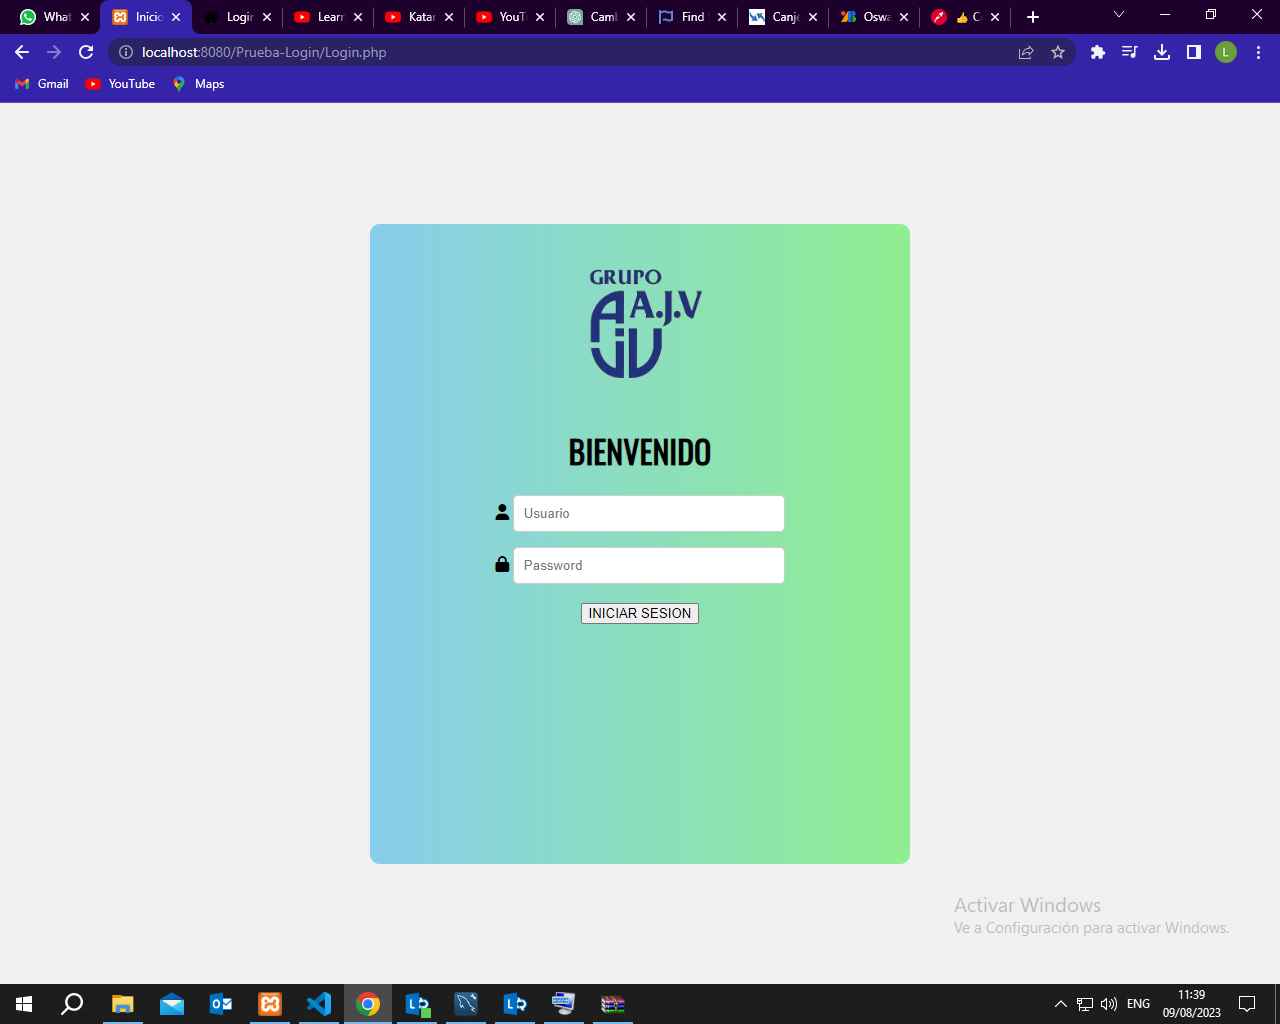 What
Inicio
Login
Learn
Katar
YouT
Caml
Find
Canje
Oswa
👍 C
localhost:8080/Prueba-Login/Login.php
L
Gmail
YouTube
Maps
GRUPO
A.J.V
BIENVENIDO
Usuario
Password
INICIAR SESION
Activar Windows
Ve a Configuración para activar Windows.
ENG
11:39
09/08/2023